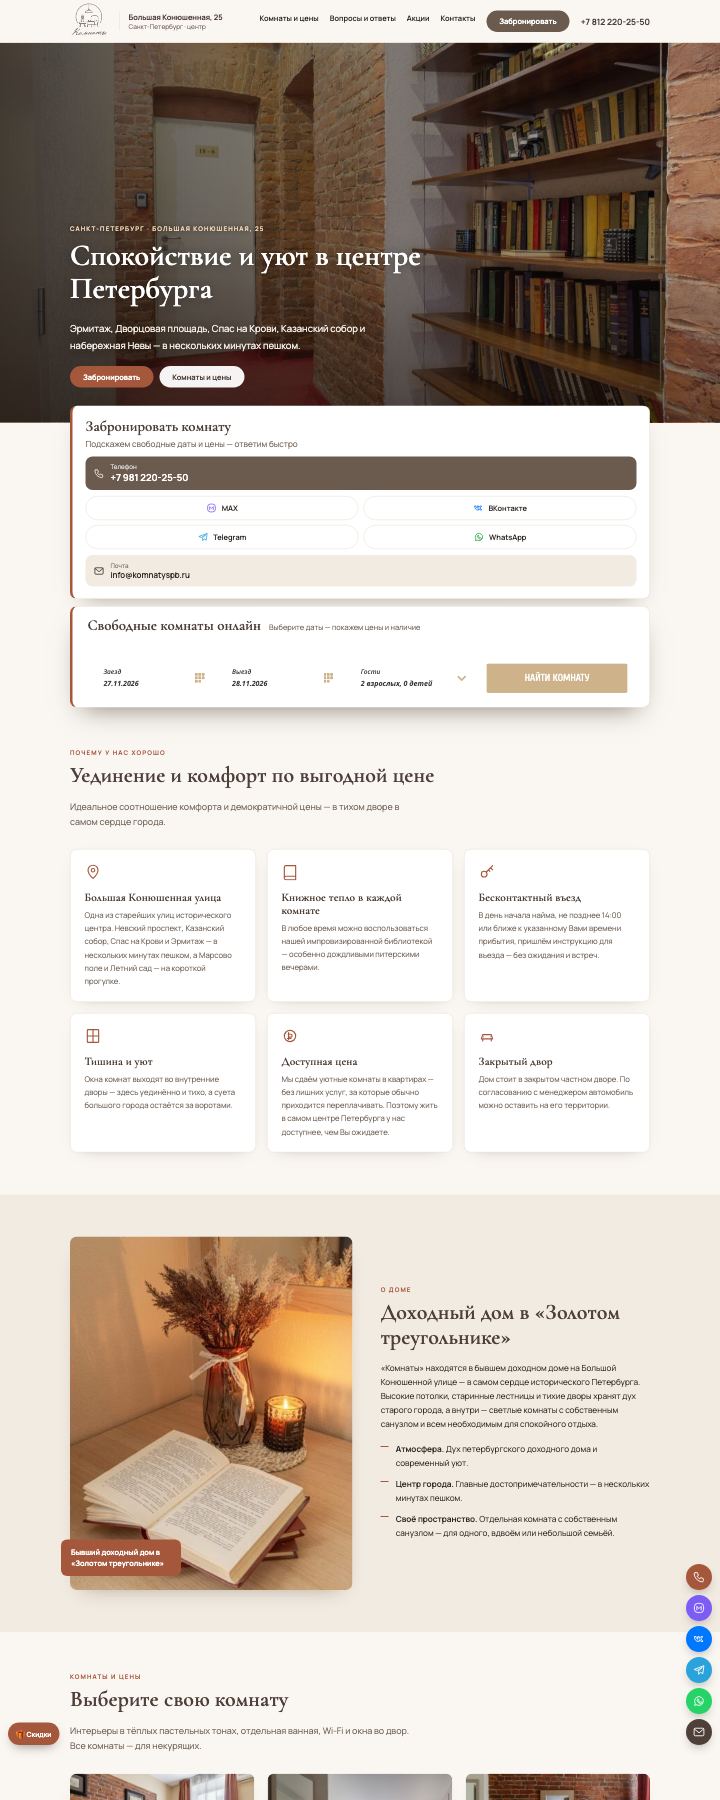 Комнаты
Большая Конюшенная, 25
Санкт-Петербург · центр
Комнаты и цены
Вопросы и ответы
Акции
Контакты
Забронировать
+7 812 220-25-50
САНКТ-ПЕТЕРБУРГ · БОЛЬШАЯ КОНЮШЕННАЯ, 25
Спокойствие и уют в центре
Петербурга
Эрмитаж, Дворцовая площадь, Спас на Крови, Казанский собор и
набережная Невы — в нескольких минутах пешком.
Забронировать
Комнаты и цены
Забронировать комнату
Подскажем свободные даты и цены — ответим быстро
Телефон
+7 981 220-25-50
MAX
ВКонтакте
Telegram
WhatsApp
Почта
info@komnatyspb.ru
Свободные комнаты онлайн
Выберите даты — покажем цены и наличие
Заезд
27.11.2026
Выезд
28.11.2026
Гости
2 взрослых, 0 детей
НАЙТИ КОМНАТУ
ПОЧЕМУ У НАС ХОРОШО
Уединение и комфорт по выгодной цене
Идеальное соотношение комфорта и демократичной цены — в тихом дворе в
самом сердце города.
Большая Конюшенная улица
Одна из старейших улиц исторического
центра. Невский проспект, Казанский
собор, Спас на Крови и Эрмитаж — в
нескольких минутах пешком, а Марсово
поле и Летний сад — на короткой
прогулке.
Книжное тепло в каждой
комнате
В любое время можно воспользоваться
нашей импровизированной библиотекой
— особенно дождливыми питерскими
вечерами.
Бесконтактный въезд
В день начала найма, не позднее 14:00
или ближе к указанному Вами времени
прибытия, пришлём инструкцию для
въезда — без ожидания и встреч.
Тишина и уют
Окна комнат выходят во внутренние
дворы — здесь уединённо и тихо, а суета
большого города остаётся за воротами.
Доступная цена
Мы сдаём уютные комнаты в квартирах —
без лишних услуг, за которые обычно
приходится переплачивать. Поэтому жить
в самом центре Петербурга у нас
доступнее, чем Вы ожидаете.
Закрытый двор
Дом стоит в закрытом частном дворе. По
согласованию с менеджером автомобиль
можно оставить на его территории.
О ДОМЕ
Доходный дом в «Золотом
треугольнике»
«Комнаты» находятся в бывшем доходном доме на Большой
Конюшенной улице — в самом сердце исторического Петербурга.
Высокие потолки, старинные лестницы и тихие дворы хранят дух
старого города, а внутри — светлые комнаты с собственным
санузлом и всем необходимым для спокойного отдыха.
Атмосфера. Дух петербургского доходного дома и
современный уют.
Центр города. Главные достопримечательности — в нескольких
минутах пешком.
Своё пространство. Отдельная комната с собственным
санузлом — для одного, вдвоём или небольшой семьёй.
Бывший доходный дом в
«Золотом треугольнике»
КОМНАТЫ И ЦЕНЫ
Выберите свою комнату
Интерьеры в тёплых пастельных тонах, отдельная ванная, Wi-Fi и окна во двор.
Все комнаты — для некурящих.
Скидки